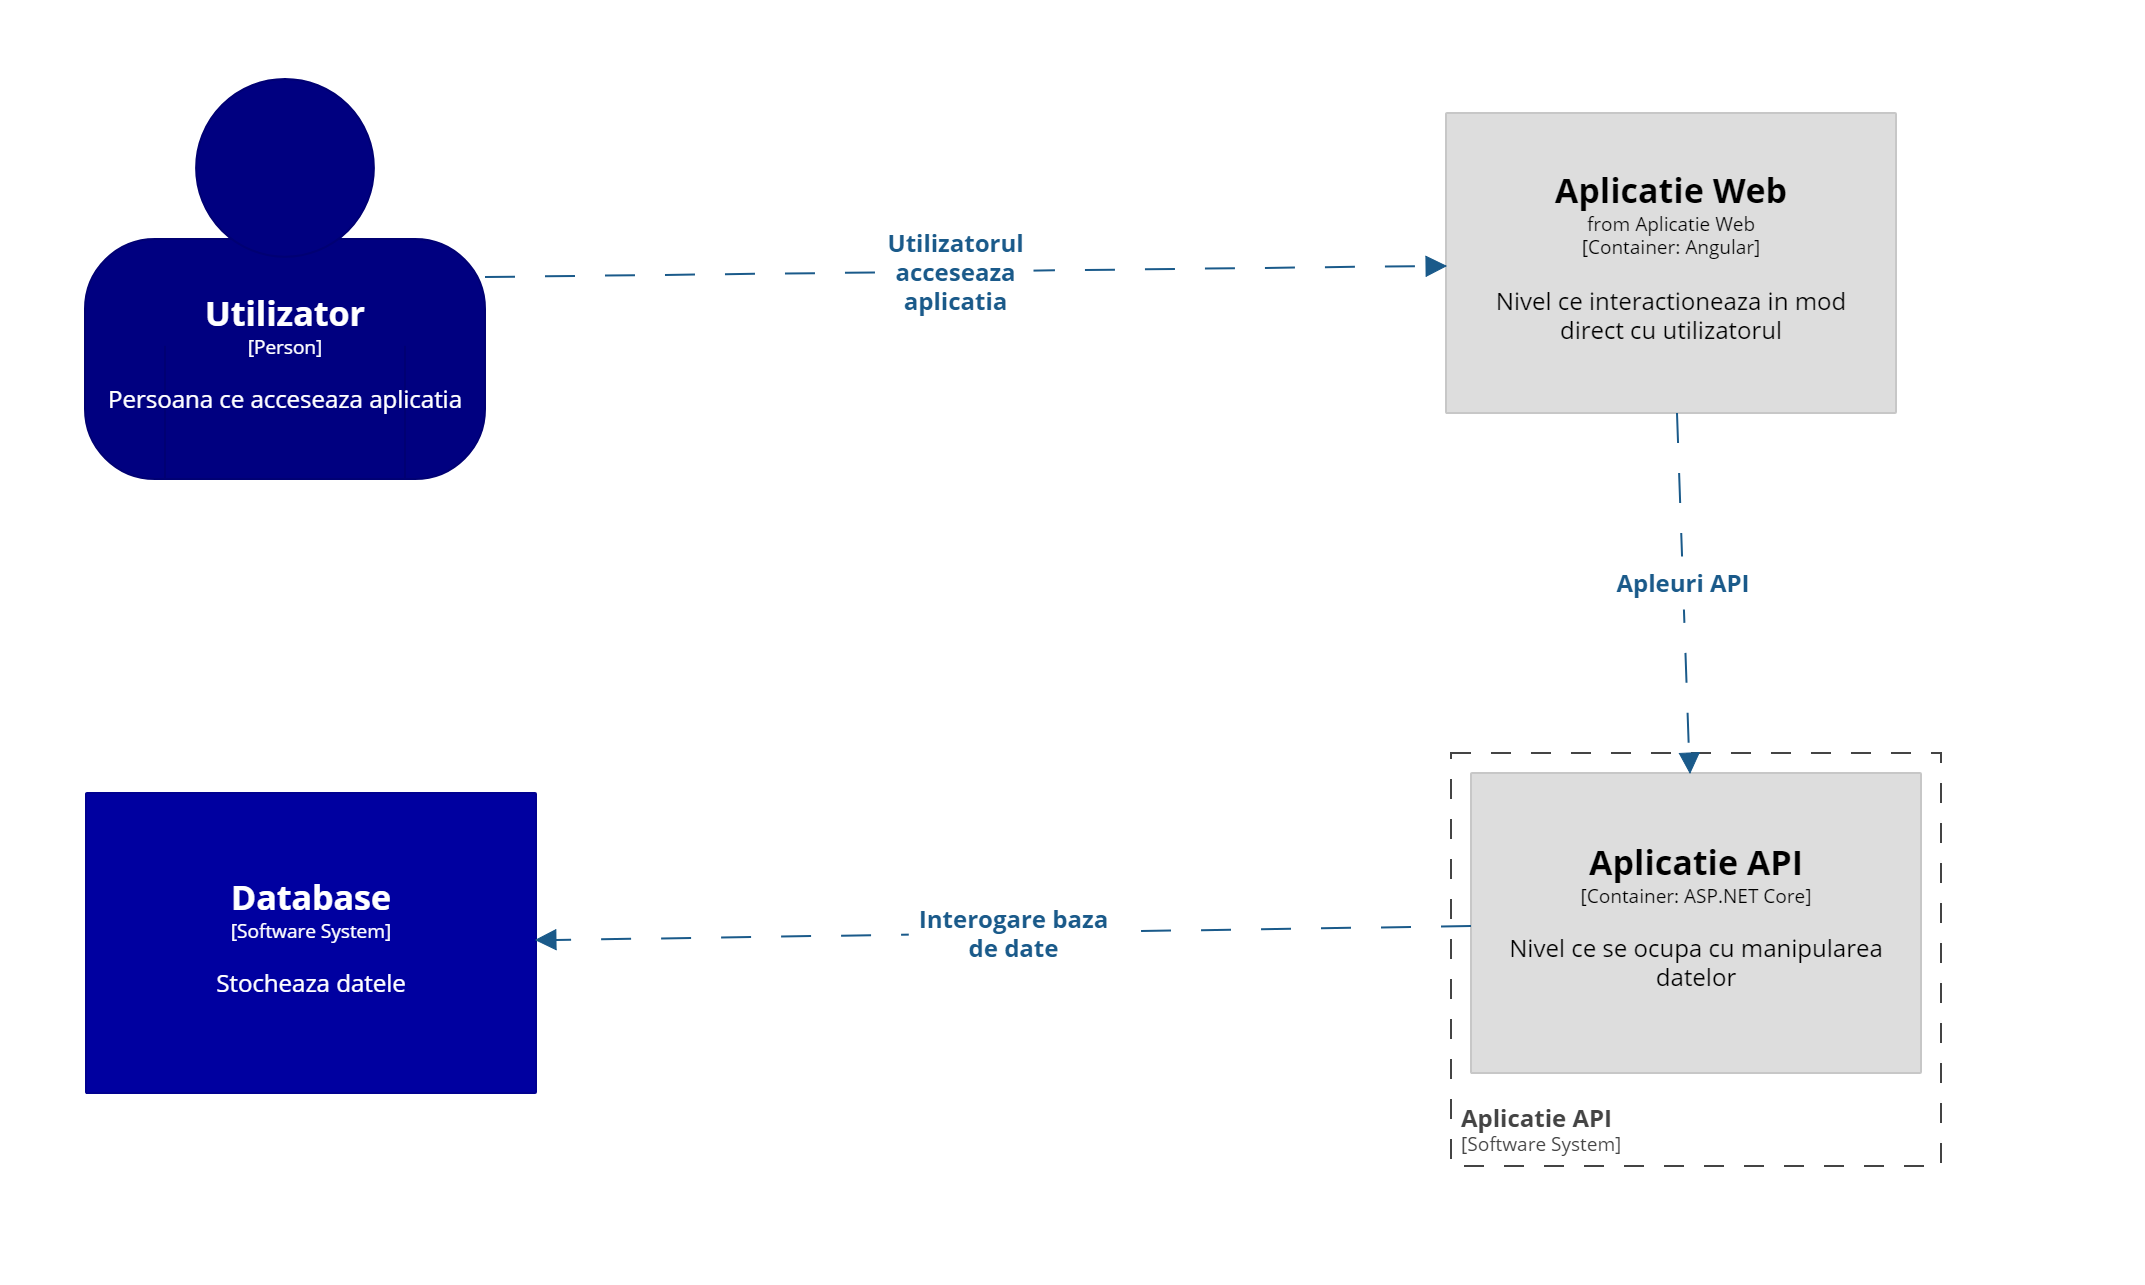 Utilizator
[Person]
Persoana ce acceseaza aplicatia
Utilizatorul
acceseaza
aplicatia
Aplicatie Web
from Aplicatie Web
[Container: Angular]
Nivel ce interactioneaza in mod
direct cu utilizatorul
Apleuri API
Aplicatie API
[Container: ASP.NET Core]
Nivel ce se ocupa cu manipularea
datelor
Aplicatie API
[Software System]
Interogare baza
de date
Database
[Software System]
Stocheaza datele